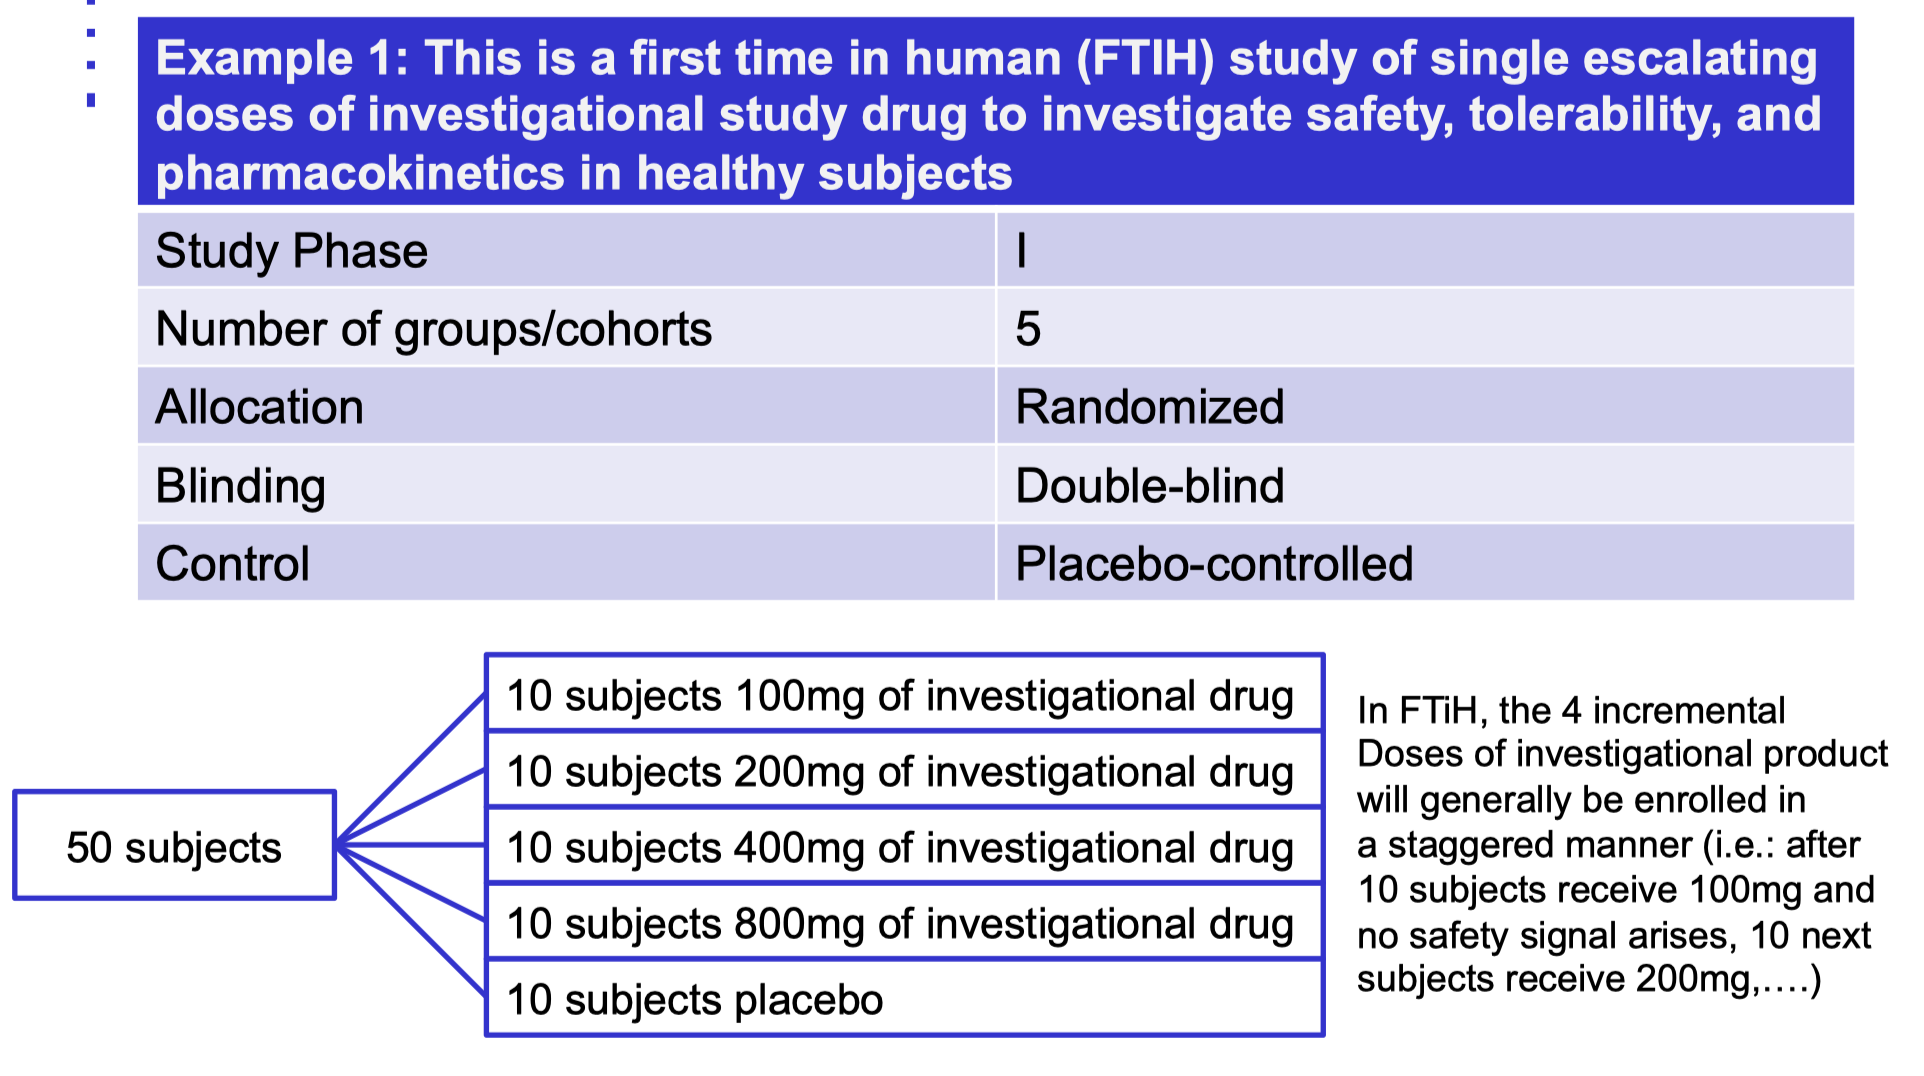 Example 1: This is a first time in human (FTIH) study of single escalating
doses of investigational study drug to investigate safety, tolerability, and
pharmacokinetics in healthy subjects
Study Phase I
Number of groups/cohorts 5
Allocation Randomized
Blinding Double-blind
Control Placebo-controlled
50 subjects
10 subjects 100mg of investigational drug
10 subjects 200mg of investigational drug
10 subjects 400mg of investigational drug
10 subjects 800mg of investigational drug
10 subjects placebo
In FTiH, the 4 incremental
Doses of investigational product
will generally be enrolled in
a staggered manner (i.e.: after
10 subjects receive 100mg and
no safety signal arises, 10 next
subjects receive 200mg,….)